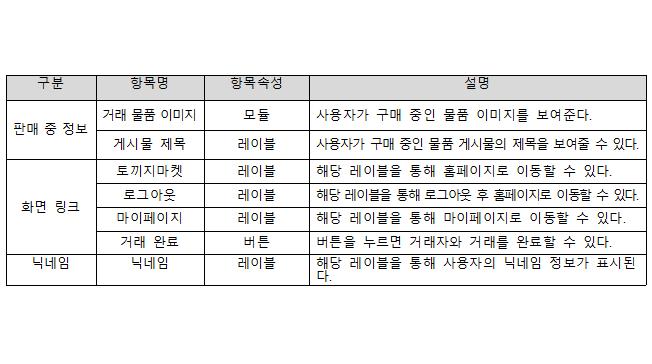 구분 항목명 항목속성 설명
판매 중 정보 거래 물품 이미지 모듈 사용자가 구매 중인 물품 이미지를 보여준다.
게시물 제목 레이블 사용자가 구매 중인 물품 게시물의 제목을 보여줄 수 있다.
화면 링크 토끼지마켓 레이블 해당 레이블을 통해 홈페이지로 이동할 수 있다.
로그아웃 레이블 해당 레이블을 통해 로그아웃 후 홈페이지로 이동할 수 있다.
마이페이지 레이블 해당 레이블을 통해 마이페이지로 이동할 수 있다.
거래 완료 버튼 버튼을 누르면 거래자와 거래를 완료할 수 있다.
닉네임 닉네임 레이블 해당 레이블을 통해 사용자의 닉네임 정보가 표시된
다.